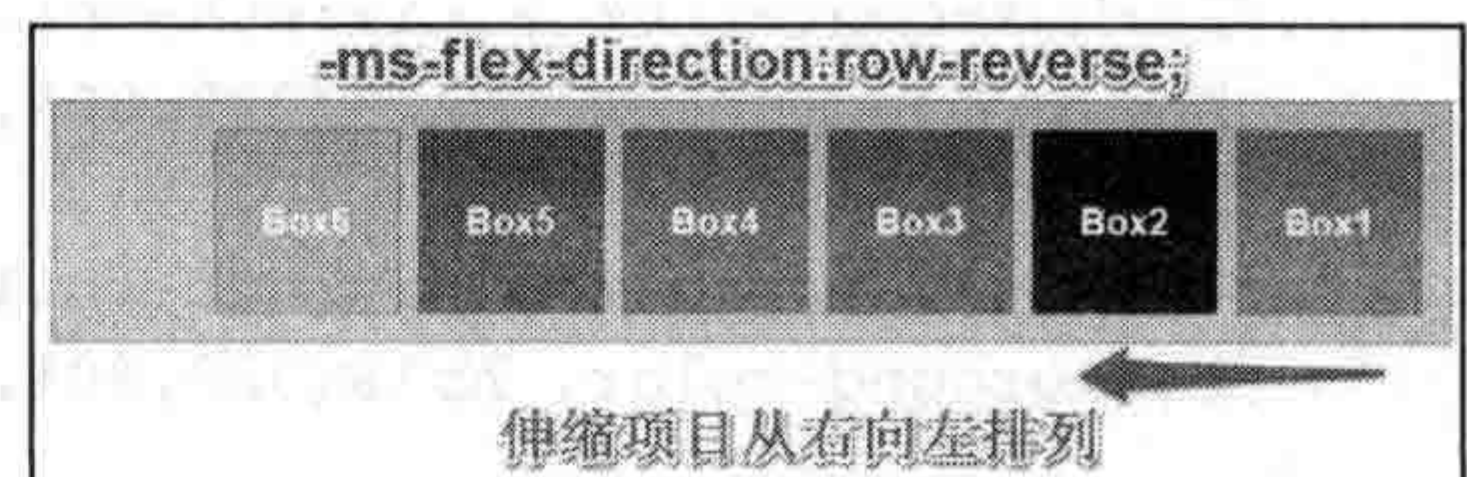 -ms-flex-direction:row-reverse;
Box6 Box5 Box4 Box3 Box2 Box1
伸缩项目从右向左排列